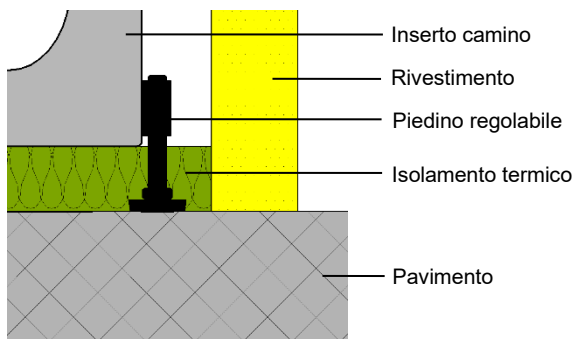 Inserto camino
Rivestimento
Piedino regolabile
Isolamento termico
Pavimento